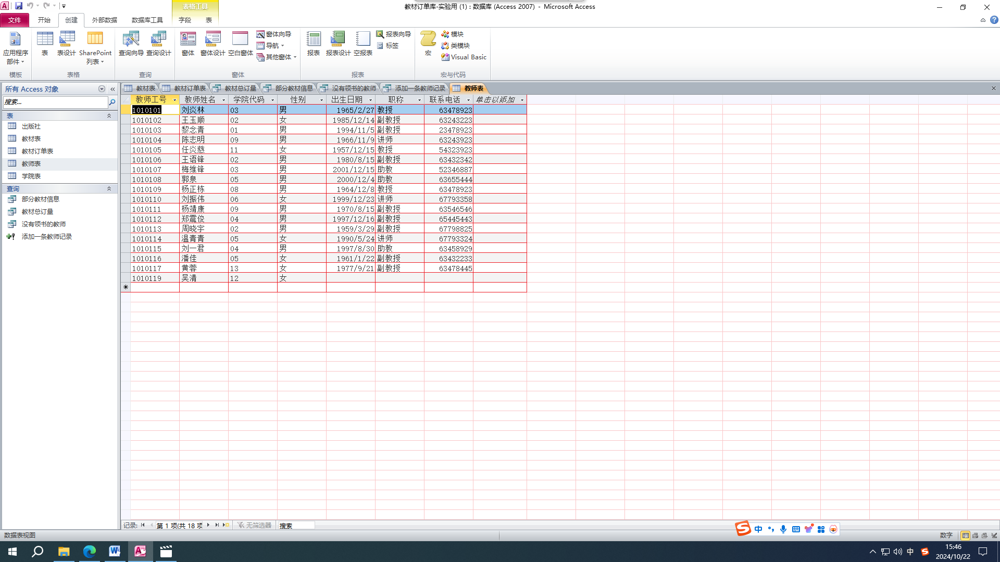 表格工具
教材订单库-实验用 (1) : 数据库 (Access 2007) - Microsoft Access
文件 开始 创建 外部数据 数据库工具 字段 表
应用程序部件 表 表设计 SharePoint 列表 查询向导 查询设计 窗体 窗体设计 空白窗体 窗体向导 导航 其他窗体 报表 报表设计 空报表 报表向导 标签 宏 模块 类模块 Visual Basic
模板 表格 查询 窗体 报表 宏与代码
所有 Access 对象
搜索...
表
出版社
教材表
教材订单表
教师表
学院表
查询
部分教材信息
教材总订量
没有领书的教师
添加一条教师记录
教材表 教材订单表 教材总订量 部分教材信息 没有领书的教师 添加一条教师记录 教师表
教师工号 教师姓名 学院代码 性别 出生日期 职称 联系电话 单击以添加
1010101 刘炎林 03 男 1965/2/27 教授 63478923
1010102 王玉顺 02 女 1985/12/14 副教授 63243223
1010103 黎念青 01 男 1994/11/5 副教授 23478923
1010104 陈志明 09 男 1966/11/9 讲师 63243923
1010105 任炎慈 11 女 1957/12/15 教授 54323923
1010106 王语锋 02 男 1980/8/15 副教授 63432342
1010107 梅维锋 03 男 2001/12/15 助教 52346887
1010108 郭泉 05 男 2000/12/4 助教 63655444
1010109 杨正栋 08 男 1964/12/8 教授 63478923
1010110 刘振伟 06 女 1999/12/23 讲师 67793358
1010111 杨靖康 09 男 1970/8/15 副教授 63546546
1010112 郑震俊 04 男 1997/12/16 副教授 65445443
1010113 周晓宇 02 男 1959/3/29 副教授 67798825
1010114 温青青 05 女 1990/5/24 讲师 67793324
1010115 刘一君 04 男 1997/8/30 助教 63458929
1010116 潘佳 05 女 1961/1/22 副教授 63432233
1010117 黄蓉 13 女 1977/9/21 副教授 63478445
1010119 吴清 12 女
记录: 第 1 项(共 18 项 无筛选器 搜索
中
数据表视图 数字
中
15:46
2024/10/22